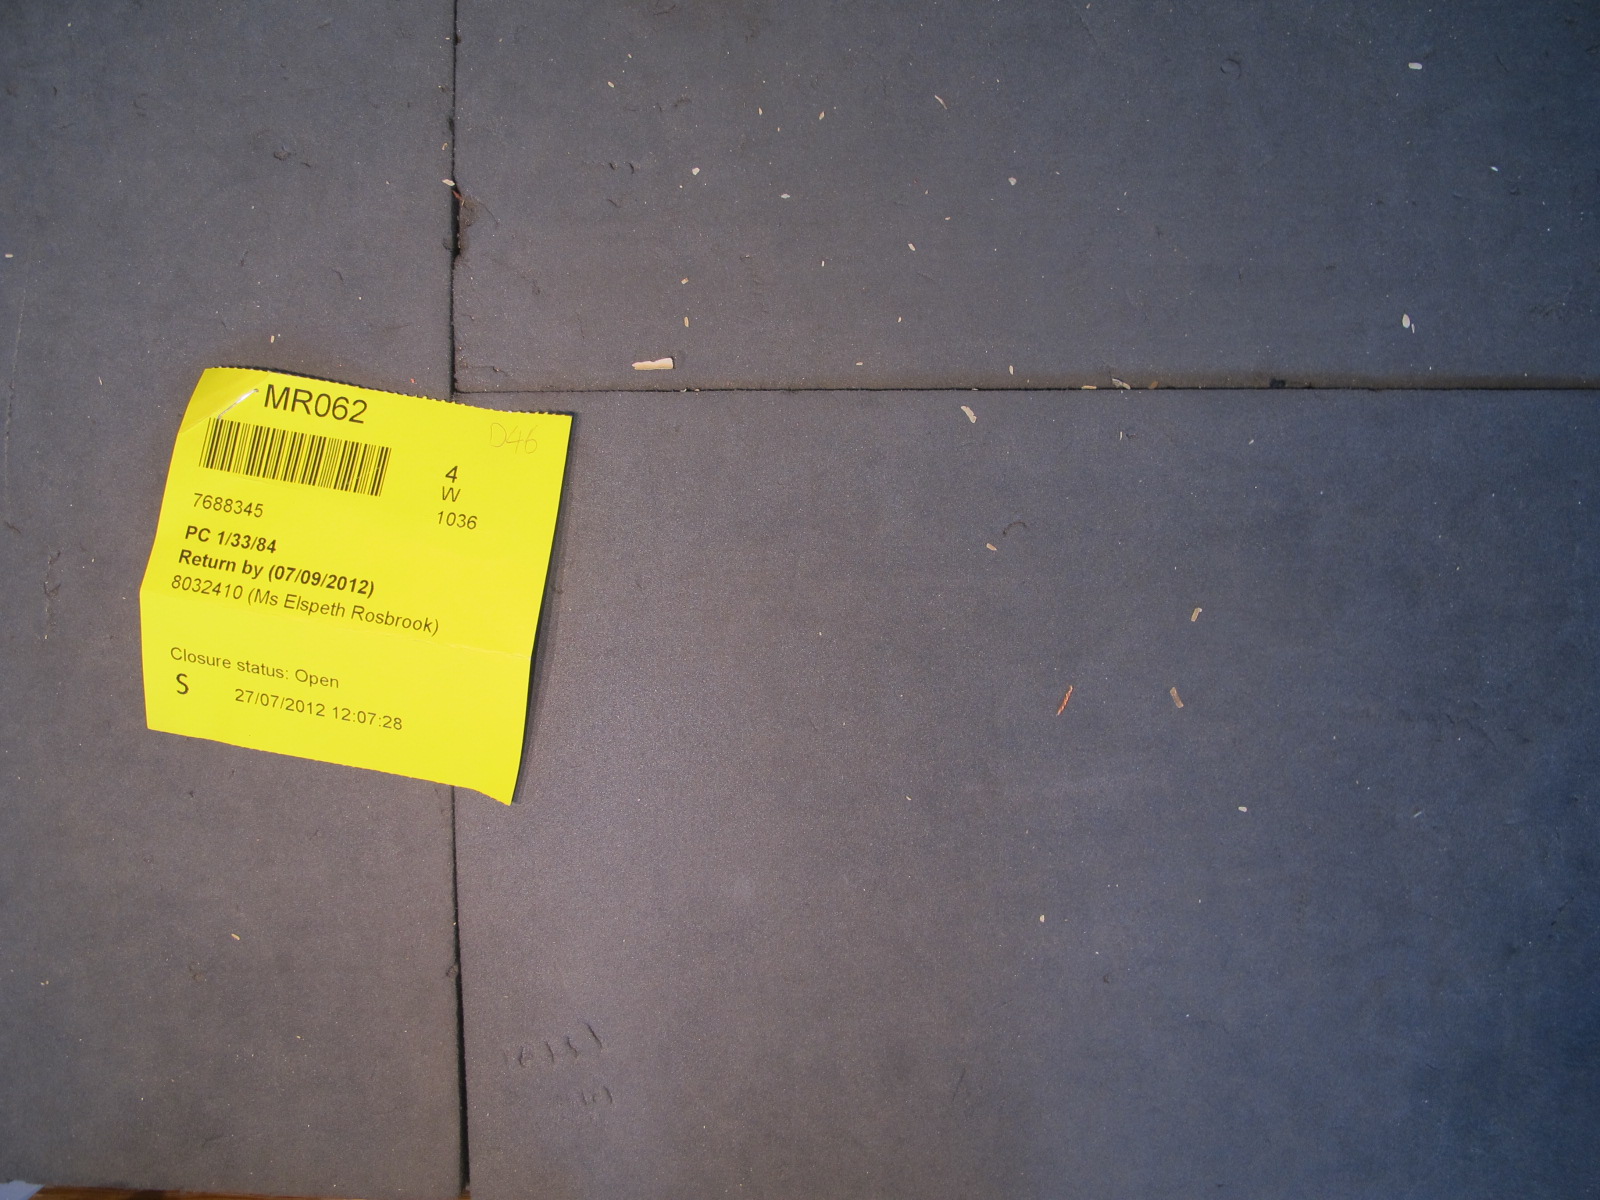 MR062
D46
4
W
7688345
1036
PC 1/33/84
Return by (07/09/2012)
8032410 (Ms Elspeth Rosbrook)
Closure status: Open
S
27/07/2012 12:07:28